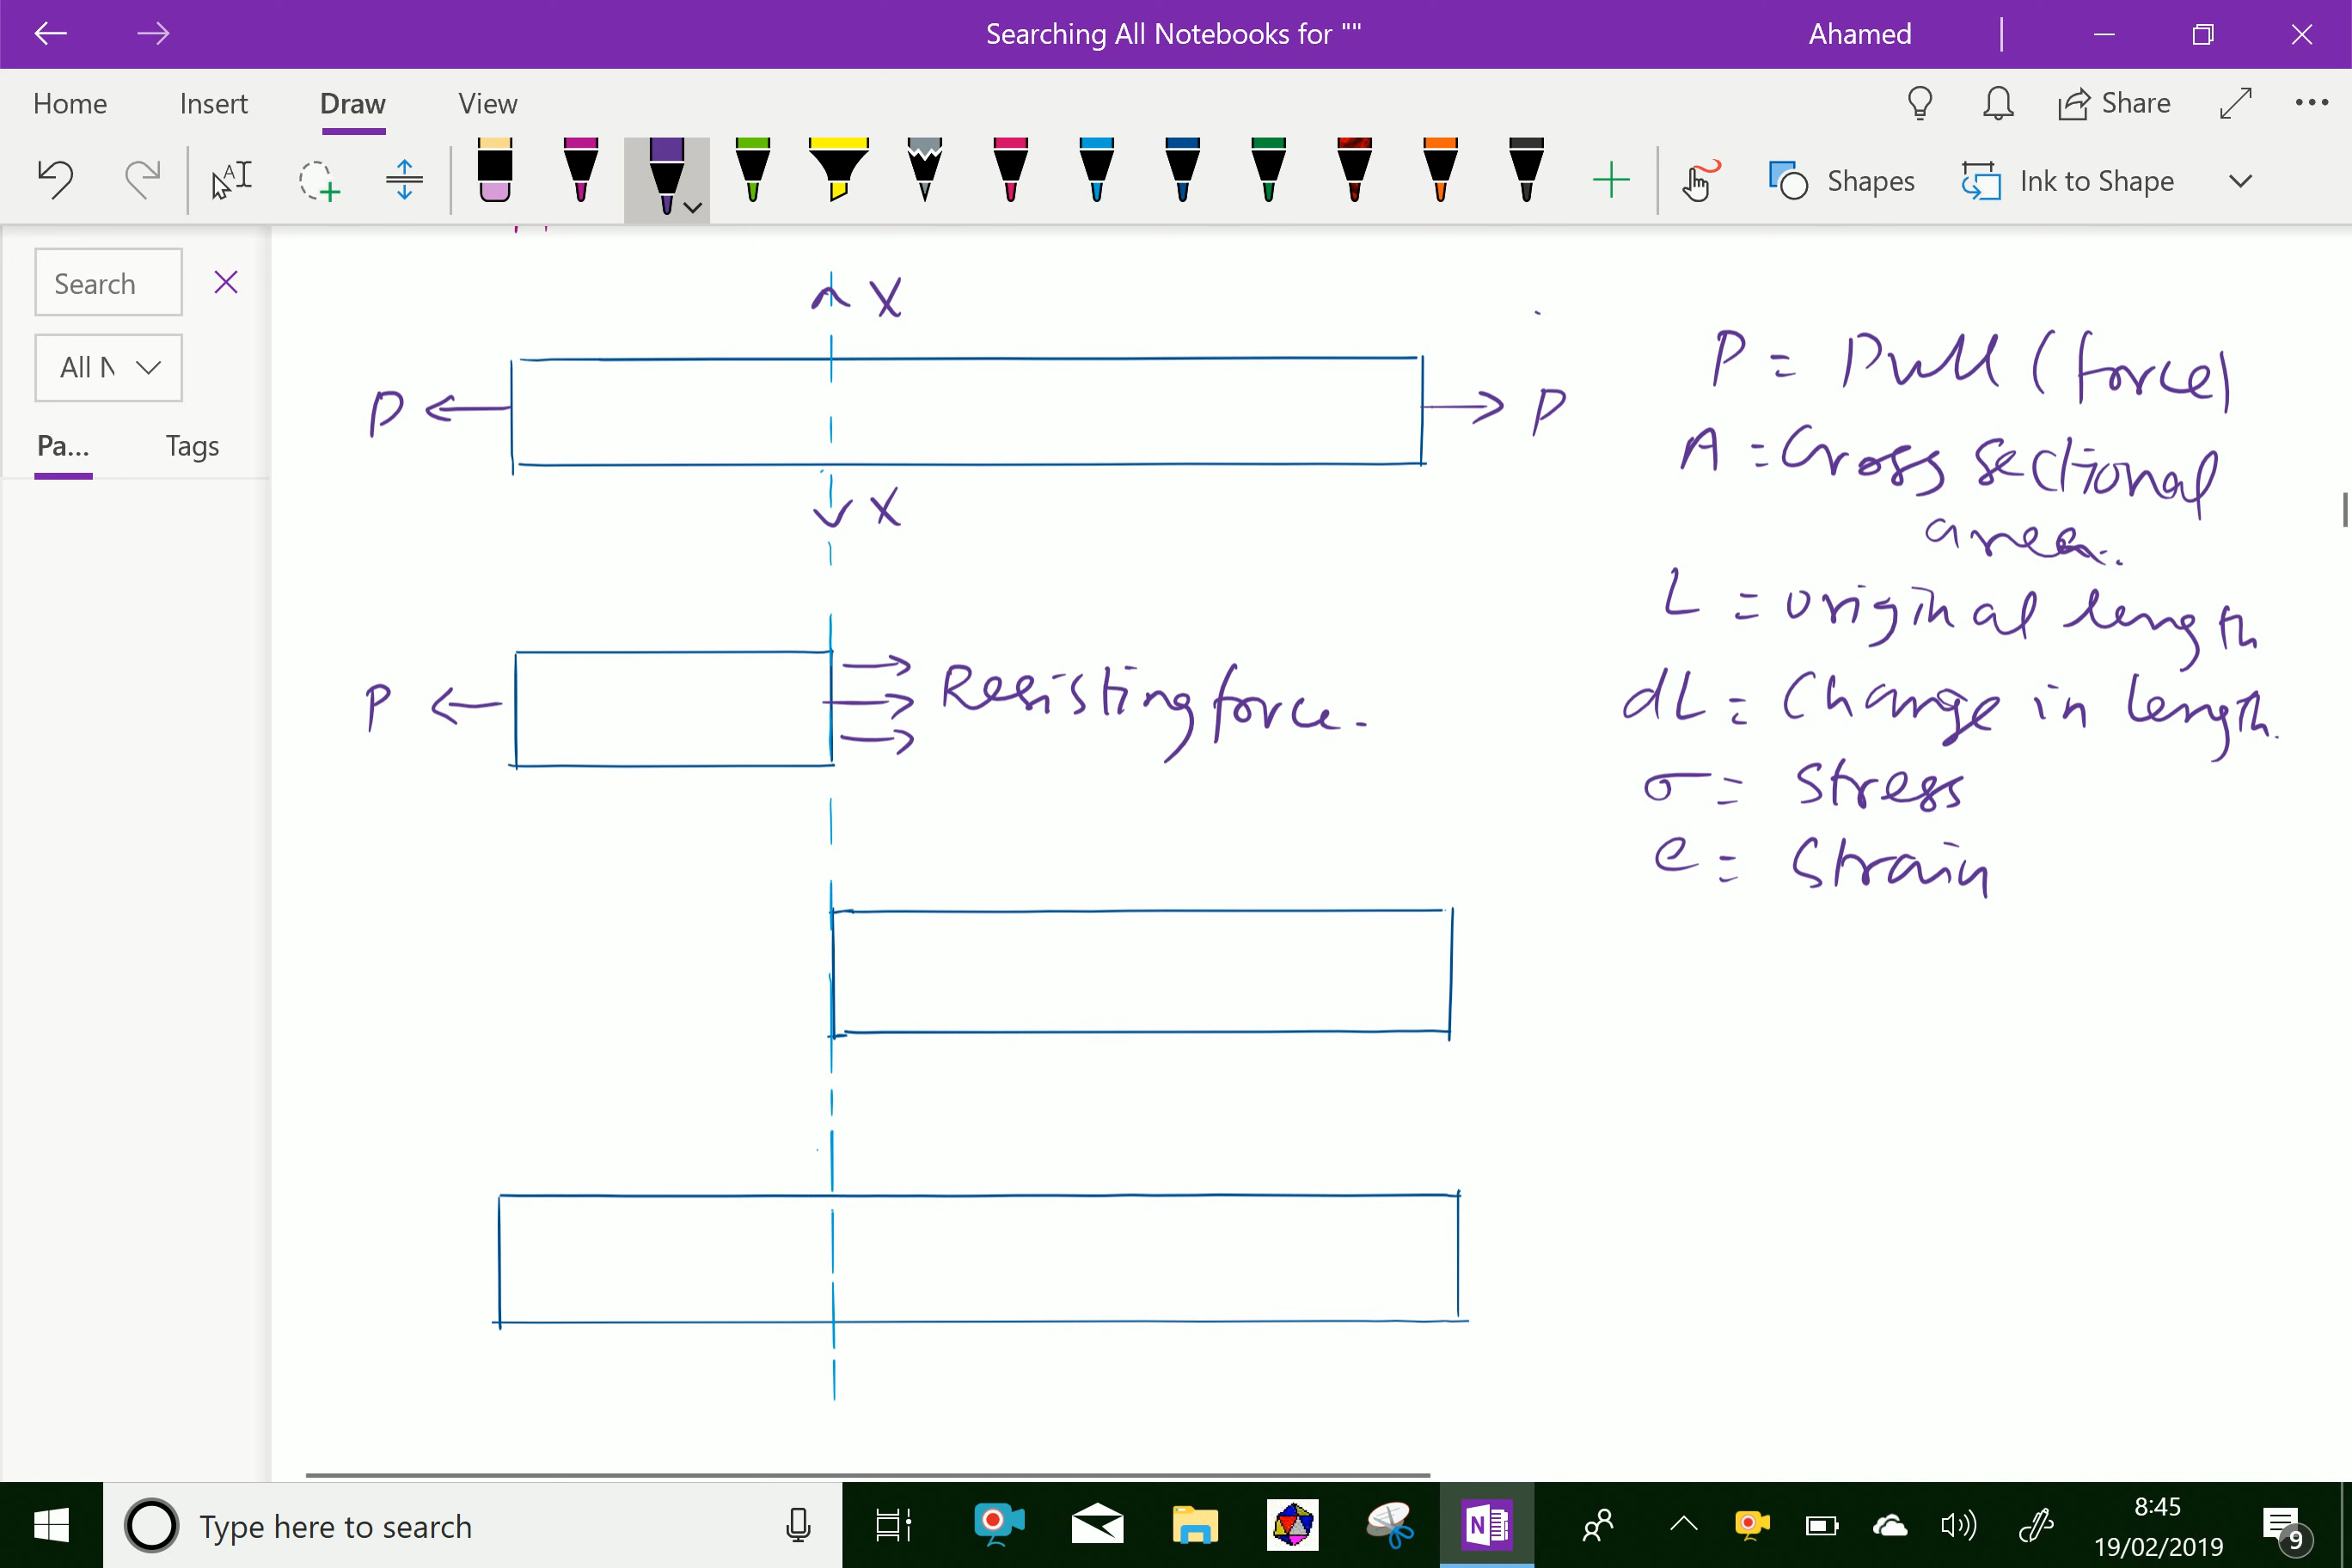 Searching All Notebooks for ""
Ahamed
Home Insert Draw View
Share
Shapes
Ink to Shape
Search
All N
Pa... Tags
X
P P
X
P Resisting force.
P = Pull (force)
A = Cross sectional
area.
L = original length
dL = Change in length.
σ = Stress
e = Strain
Type here to search
8:45
19/02/2019
9